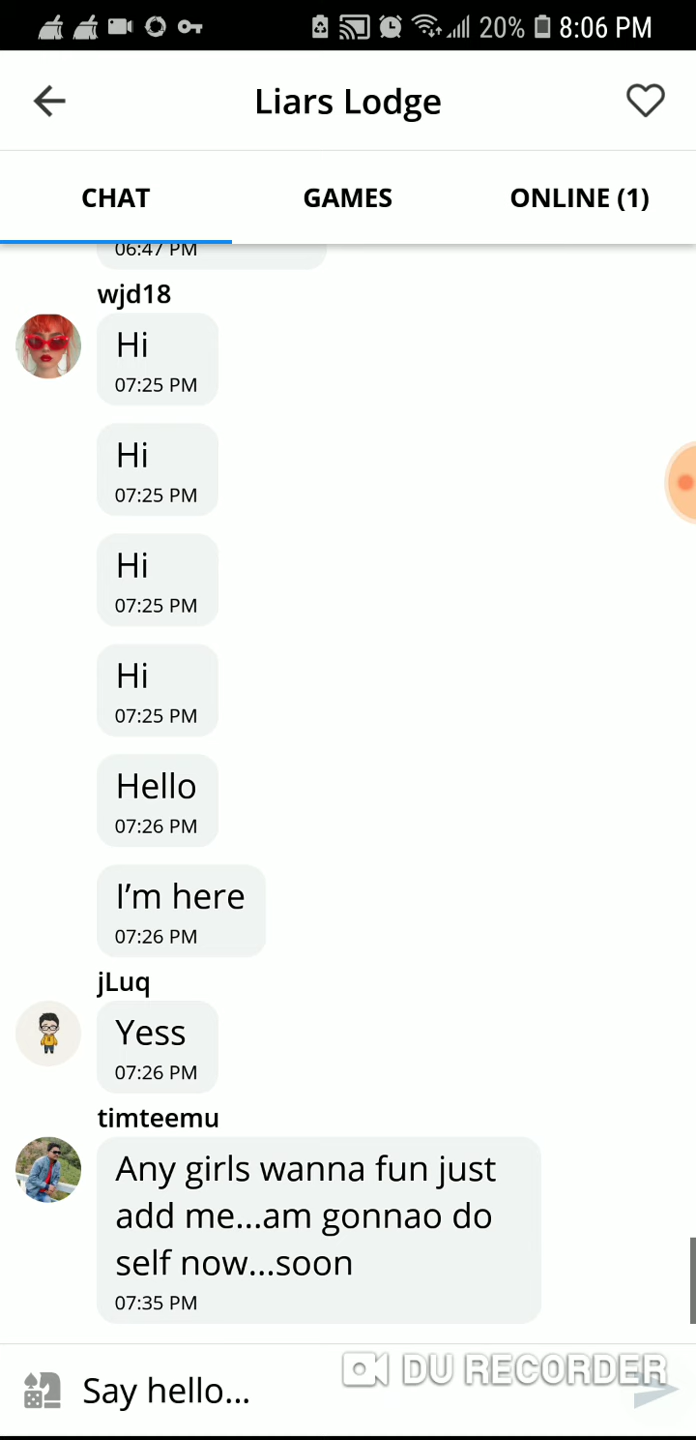 20% 8:06 PM
Liars Lodge
CHAT GAMES ONLINE (1)
06:47 PM
wjd18
Hi
07:25 PM
Hi
07:25 PM
Hi
07:25 PM
Hi
07:25 PM
Hello
07:26 PM
I’m here
07:26 PM
jLuq
Yess
07:26 PM
timteemu
Any girls wanna fun just
add me...am gonnao do
self now...soon
07:35 PM
DU RECORDER
Say hello...